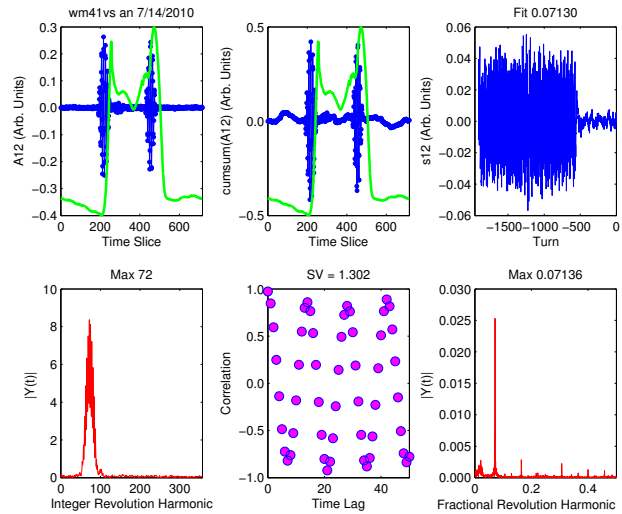 wm41vs an 7/14/2010
0.3
0.2
0.1
0.0
−0.1
−0.2
−0.3
−0.4
A12 (Arb. Units)
0 200 400 600
Time Slice
0.5
0.0
−0.5
cumsum(A12) (Arb. Units)
0 200 400 600
Time Slice
Fit 0.07130
0.06
0.04
0.02
0.00
−0.02
−0.04
−0.06
s12 (Arb. Units)
−1500 −1000 −500 0
Turn
Max 72
10
8
6
4
2
0
|Y(t)|
0 100 200 300
Integer Revolution Harmonic
SV = 1.302
1.0
0.5
0.0
−0.5
−1.0
Correlation
0 20 40
Time Lag
Max 0.07136
0.030
0.025
0.020
0.015
0.010
0.005
0.000
|Y(t)|
0 0.2 0.4
Fractional Revolution Harmonic